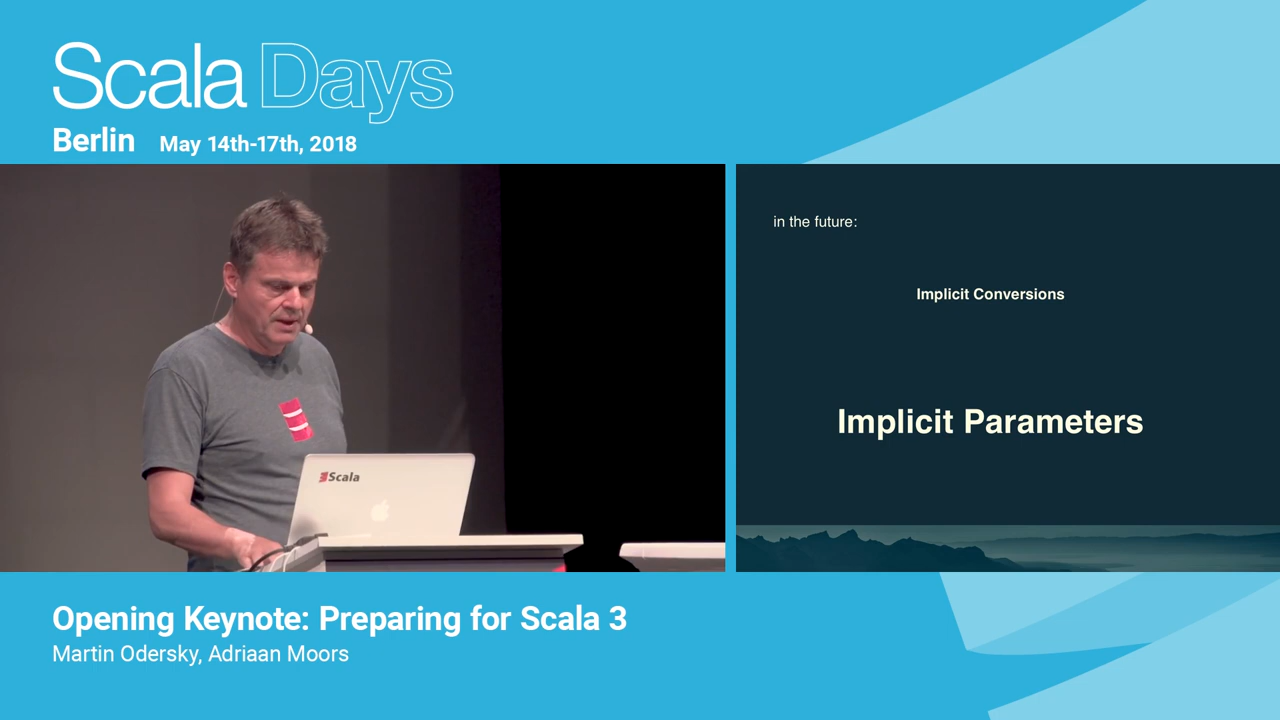 Scala Days
Berlin May 14th-17th, 2018
in the future:
Implicit Conversions
Implicit Parameters
Scala
Opening Keynote: Preparing for Scala 3
Martin Odersky, Adriaan Moors